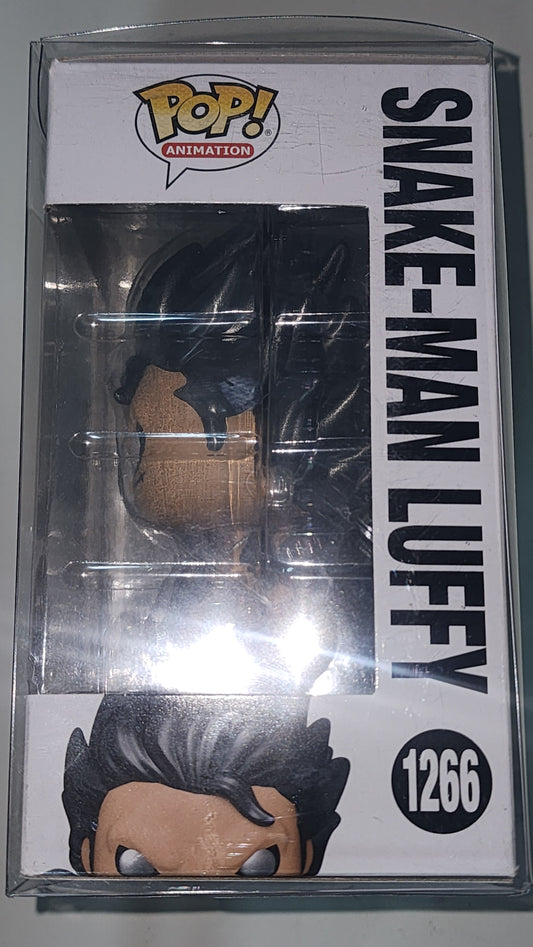 POP!
®
ANIMATION
SNAKE-MAN LUFFY
1266